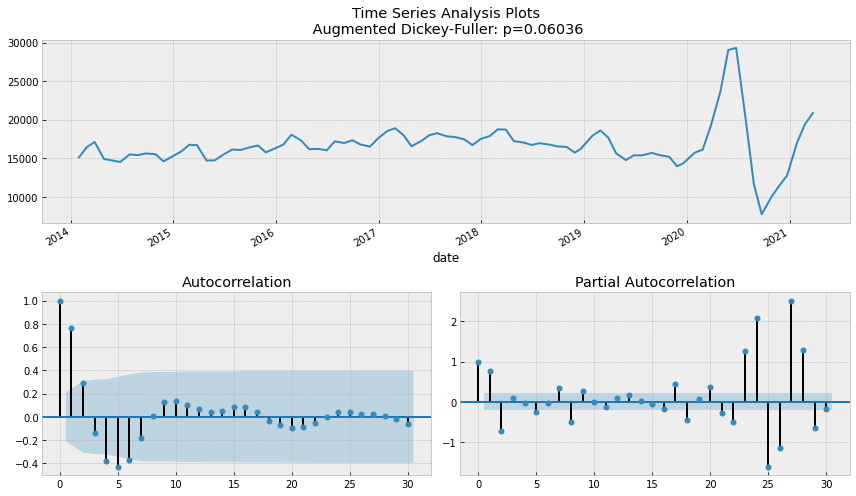 Time Series Analysis Plots
Augmented Dickey-Fuller: p=0.06036
30000
25000
20000
15000
10000
2014 2015 2016 2017 2018 2019 2020 2021
date
Autocorrelation
1.0
0.8
0.6
0.4
0.2
0.0
−0.2
−0.4
0 5 10 15 20 25 30
Partial Autocorrelation
2
1
0
−1
0 5 10 15 20 25 30